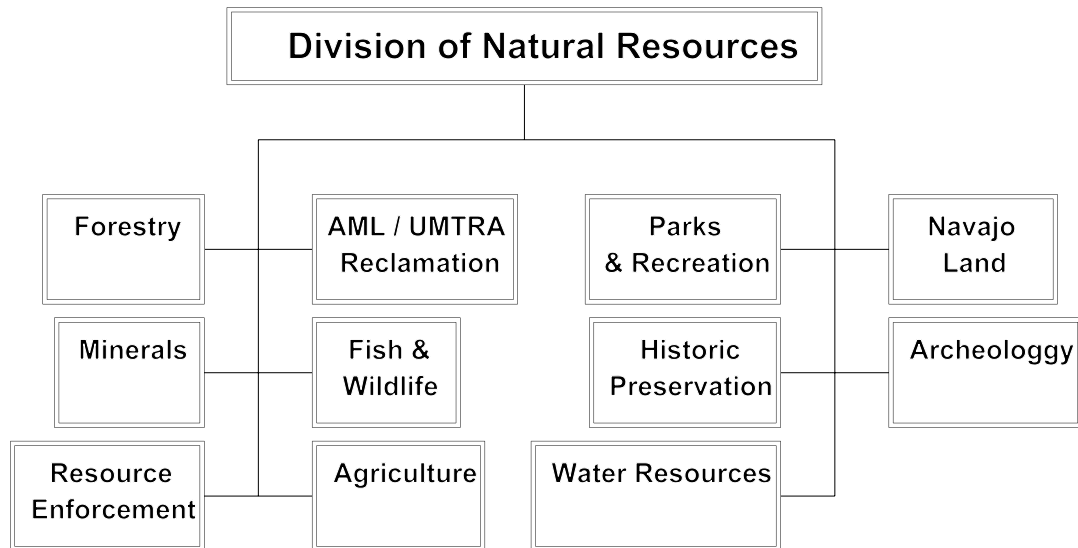 Division of Natural Resources
Forestry
AML / UMTRA
Reclamation
Parks
& Recreation
Navajo
Land
Minerals
Fish &
Wildlife
Historic
Preservation
Archeologgy
Resource
Enforcement
Agriculture
Water Resources